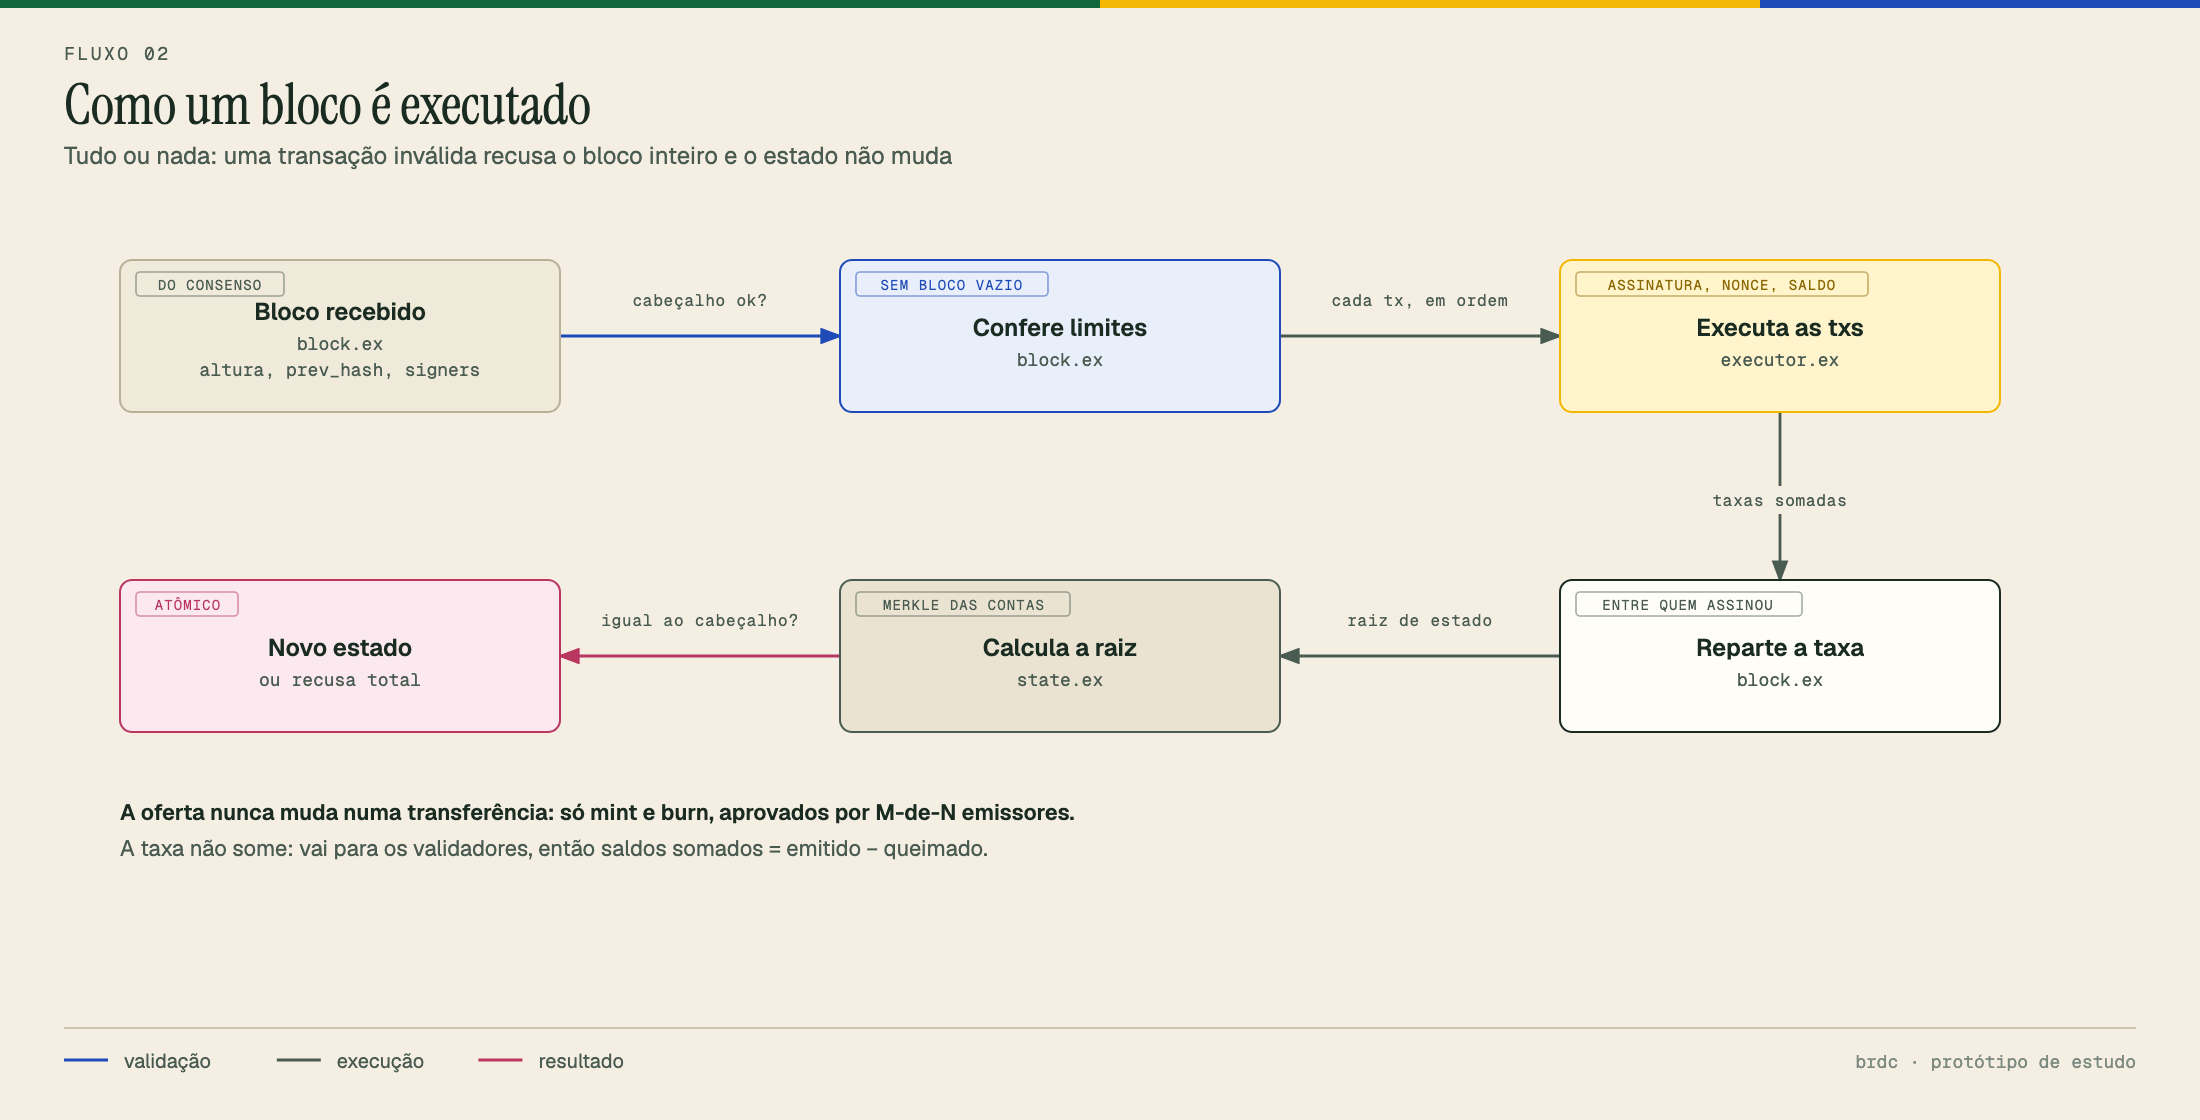 FLUXO 02
Como um bloco é executado
Tudo ou nada: uma transação inválida recusa o bloco inteiro e o estado não muda
DO CONSENSO
Bloco recebido
block.ex
altura, prev_hash, signers
cabeçalho ok?
SEM BLOCO VAZIO
Confere limites
block.ex
cada tx, em ordem
ASSINATURA, NONCE, SALDO
Executa as txs
executor.ex
taxas somadas
ENTRE QUEM ASSINOU
Reparte a taxa
block.ex
raiz de estado
MERKLE DAS CONTAS
Calcula a raiz
state.ex
igual ao cabeçalho?
ATÔMICO
Novo estado
ou recusa total
A oferta nunca muda numa transferência: só mint e burn, aprovados por M-de-N emissores.
A taxa não some: vai para os validadores, então saldos somados = emitido – queimado.
validação
execução
resultado
brdc · protótipo de estudo